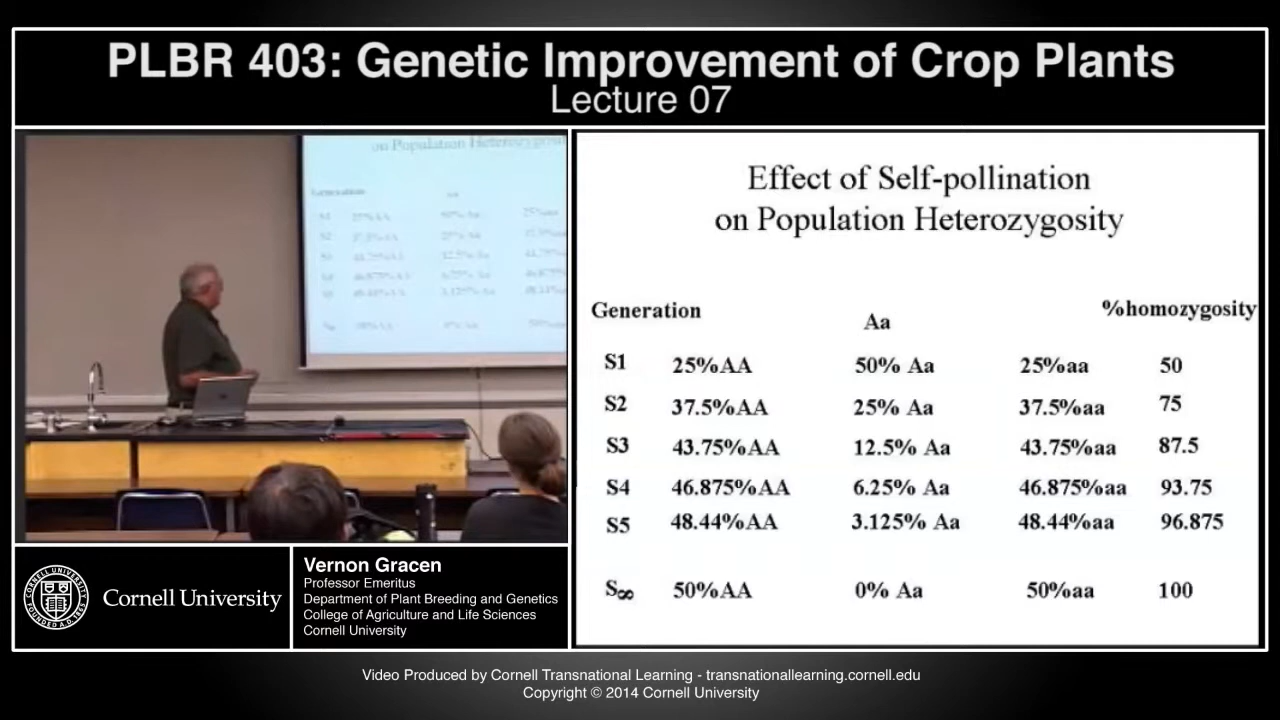 PLBR 403: Genetic Improvement of Crop Plants
Lecture 07
on Population Heterozygosity
Generation
Effect of Self-pollination
on Population Heterozygosity
Generation Aa %homozygosity
S1 25%AA 50% Aa 25%aa 50
S2 37.5%AA 25% Aa 37.5%aa 75
S3 43.75%AA 12.5% Aa 43.75%aa 87.5
S4 46.875%AA 6.25% Aa 46.875%aa 93.75
S5 48.44%AA 3.125% Aa 48.44%aa 96.875
S∞ 50%AA 0% Aa 50%aa 100
Cornell University
Vernon Gracen
Professor Emeritus
Department of Plant Breeding and Genetics
College of Agriculture and Life Sciences
Cornell University
Video Produced by Cornell Transnational Learning - transnationallearning.cornell.edu
Copyright © 2014 Cornell University